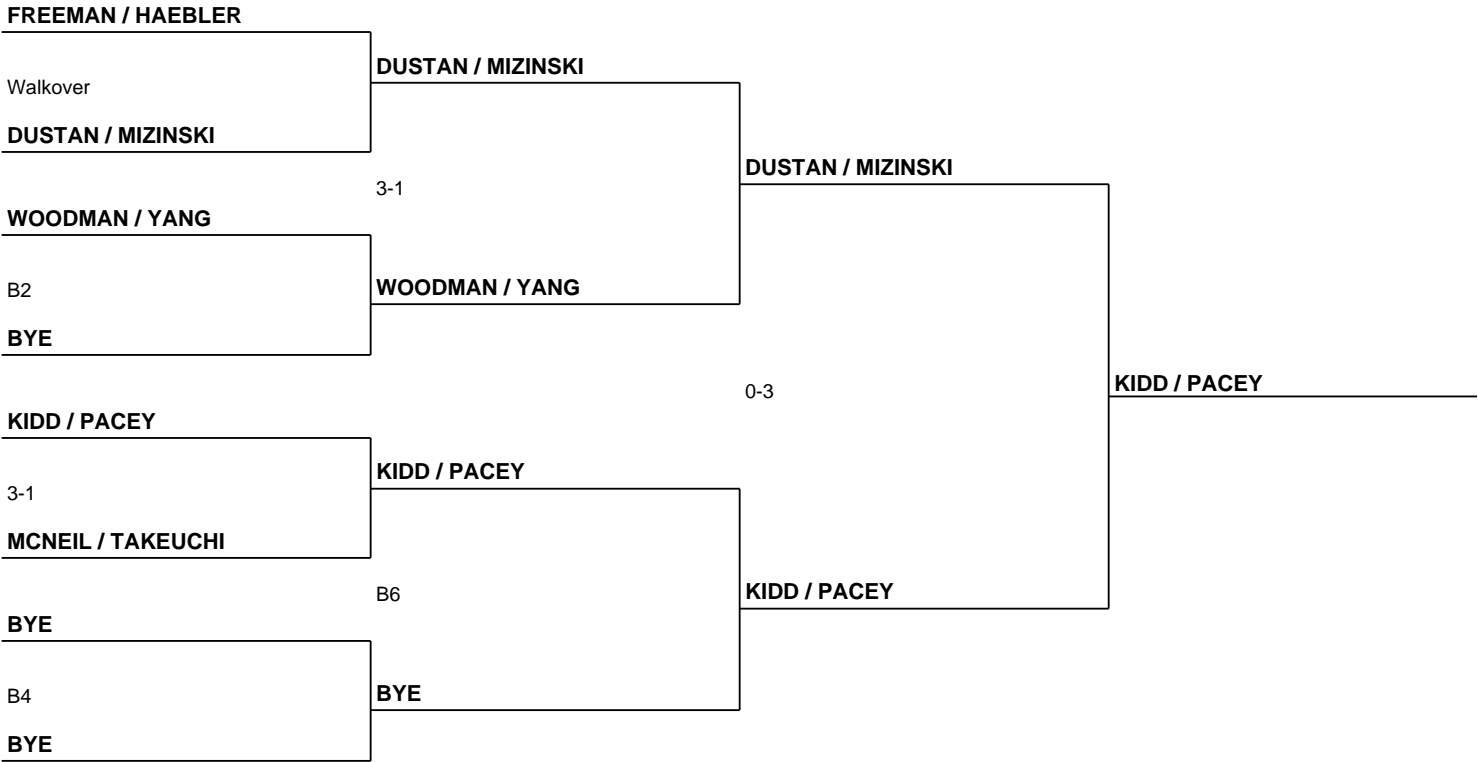 FREEMAN / HAEBLER
Walkover
DUSTAN / MIZINSKI
WOODMAN / YANG
B2
BYE
KIDD / PACEY
3-1
MCNEIL / TAKEUCHI
BYE
B4
BYE
DUSTAN / MIZINSKI
3-1
WOODMAN / YANG
KIDD / PACEY
B6
BYE
DUSTAN / MIZINSKI
0-3
KIDD / PACEY
KIDD / PACEY